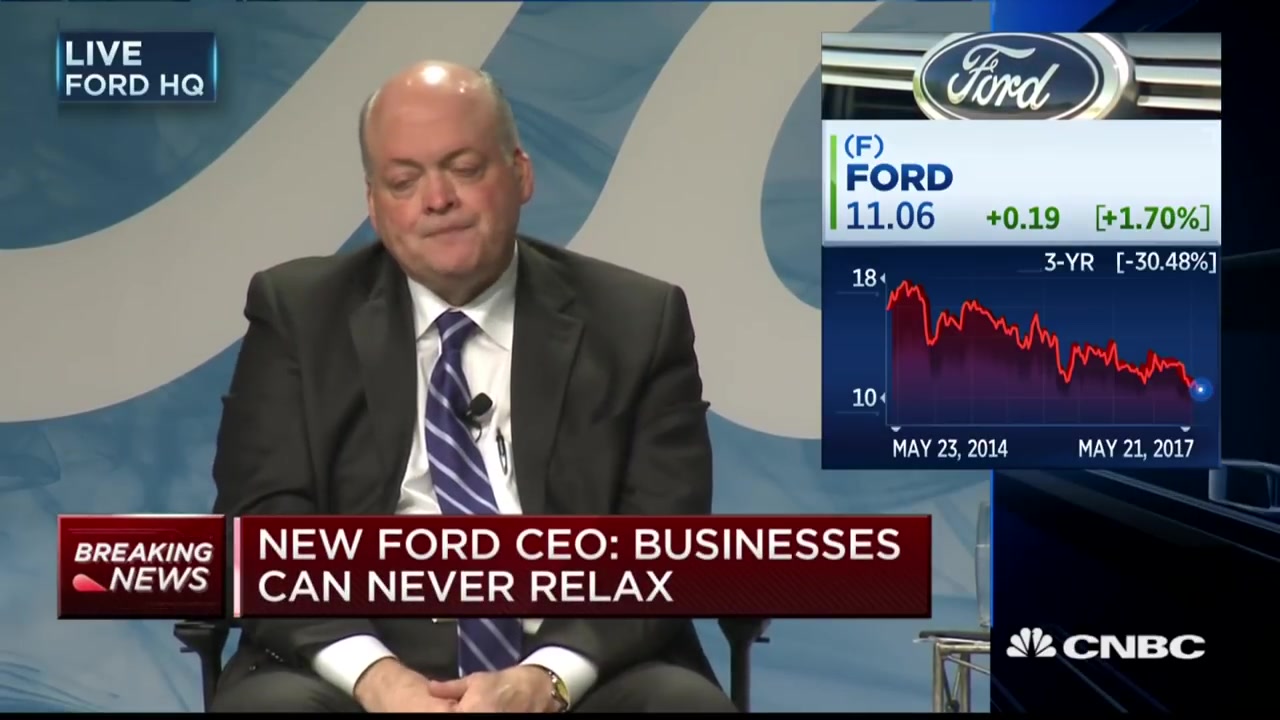 LIVE
FORD HQ
Ford
(F)
FORD
11.06 +0.19 [+1.70%]
3-YR [-30.48%]
18
10
MAY 23, 2014 MAY 21, 2017
BREAKING
NEWS
NEW FORD CEO: BUSINESSES
CAN NEVER RELAX
CNBC